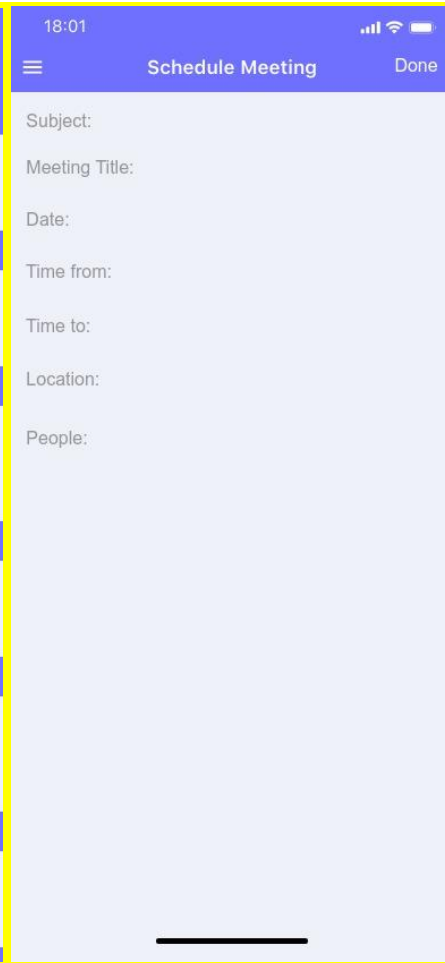 18:01
Schedule Meeting Done
Subject:
Meeting Title:
Date:
Time from:
Time to:
Location:
People: